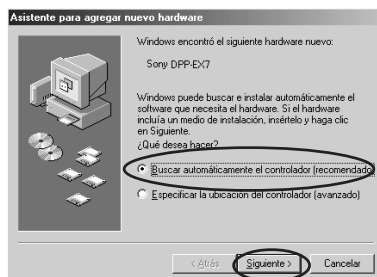 Asistente para agregar nuevo hardware
Windows encontró el siguiente hardware nuevo:
Sony DPP-EX7
Windows puede buscar e instalar automáticamente el
software que necesita el hardware. Si el hardware
incluía un medio de instalación, insértelo y haga clic
en Siguiente.
¿Qué desea hacer?
Buscar automáticamente el controlador (recomendado)
Especificar la ubicación del controlador (avanzado)
< Atrás Siguiente > Cancelar